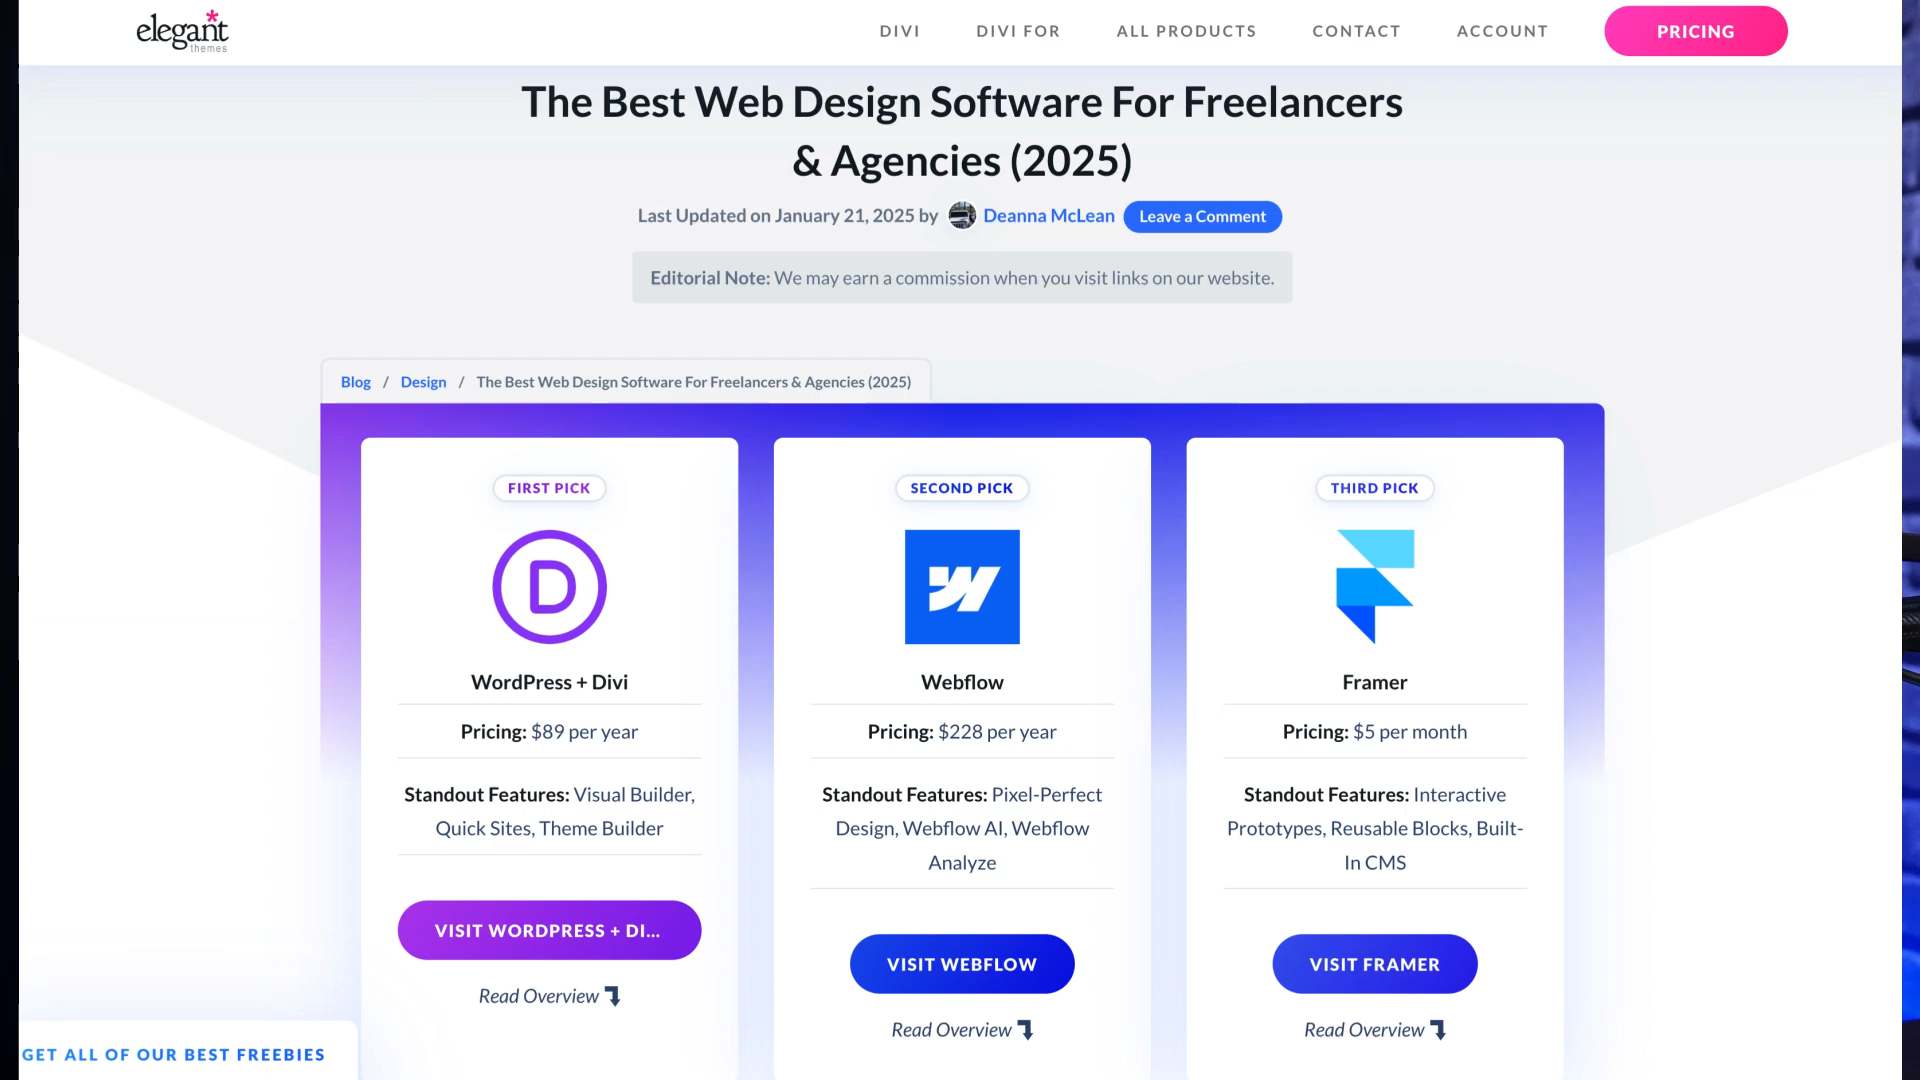 elegant
themes
DIVI
DIVI FOR
ALL PRODUCTS
CONTACT
ACCOUNT
PRICING
The Best Web Design Software For Freelancers
& Agencies (2025)
Last Updated on January 21, 2025 by Deanna McLean Leave a Comment
Editorial Note: We may earn a commission when you visit links on our website.
Blog / Design / The Best Web Design Software For Freelancers & Agencies (2025)
FIRST PICK
D
WordPress + Divi
Pricing: $89 per year
Standout Features: Visual Builder,
Quick Sites, Theme Builder
VISIT WORDPRESS + DI...
Read Overview
SECOND PICK
W
Webflow
Pricing: $228 per year
Standout Features: Pixel-Perfect
Design, Webflow AI, Webflow
Analyze
VISIT WEBFLOW
Read Overview
THIRD PICK
Framer
Pricing: $5 per month
Standout Features: Interactive
Prototypes, Reusable Blocks, Built-
In CMS
VISIT FRAMER
Read Overview
GET ALL OF OUR BEST FREEBIES